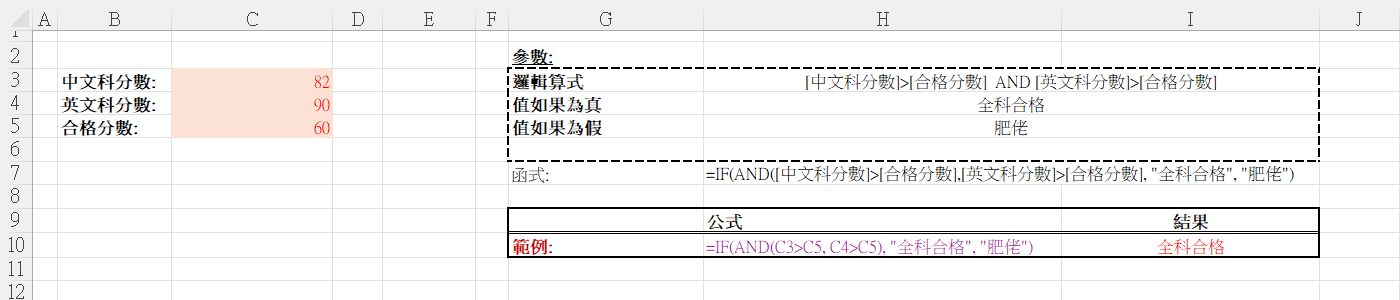 A B C D E F G H I J
1
2 參數:
3 中文科分數: 82 邏輯算式 [中文科分數]>[合格分數] AND [英文科分數]>[合格分數]
4 英文科分數: 90 值如果為真 全科合格
5 合格分數: 60 值如果為假 肥佬
6
7 函式: =IF(AND([中文科分數]>[合格分數],[英文科分數]>[合格分數], "全科合格", "肥佬")
8
9 公式 結果
10 範例: =IF(AND(C3>C5, C4>C5), "全科合格", "肥佬") 全科合格
11
12